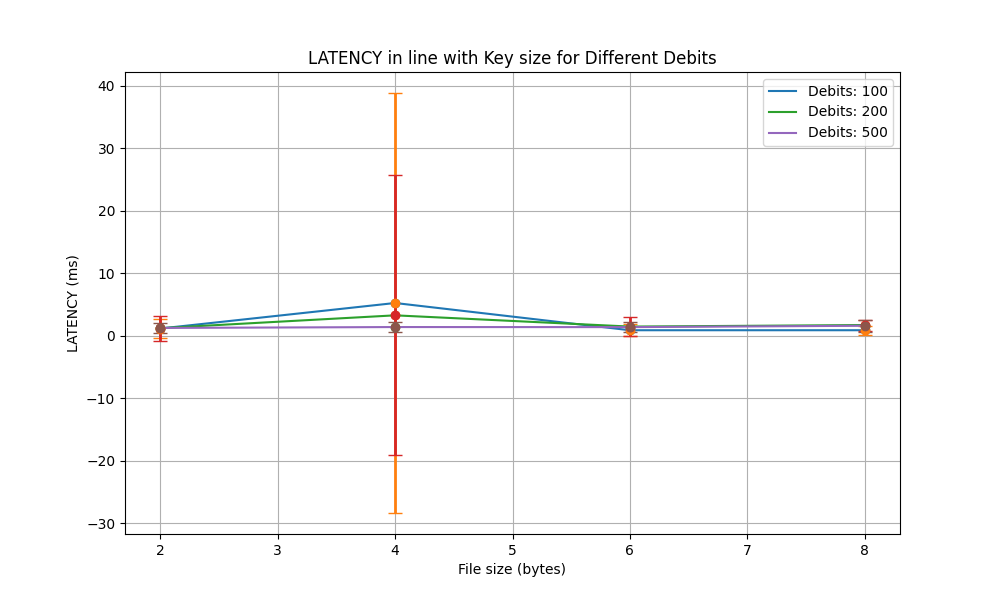 LATENCY in line with Key size for Different Debits
Debits: 100
Debits: 200
Debits: 500
LATENCY (ms)
40
30
20
10
0
−10
−20
−30
2 3 4 5 6 7 8
File size (bytes)